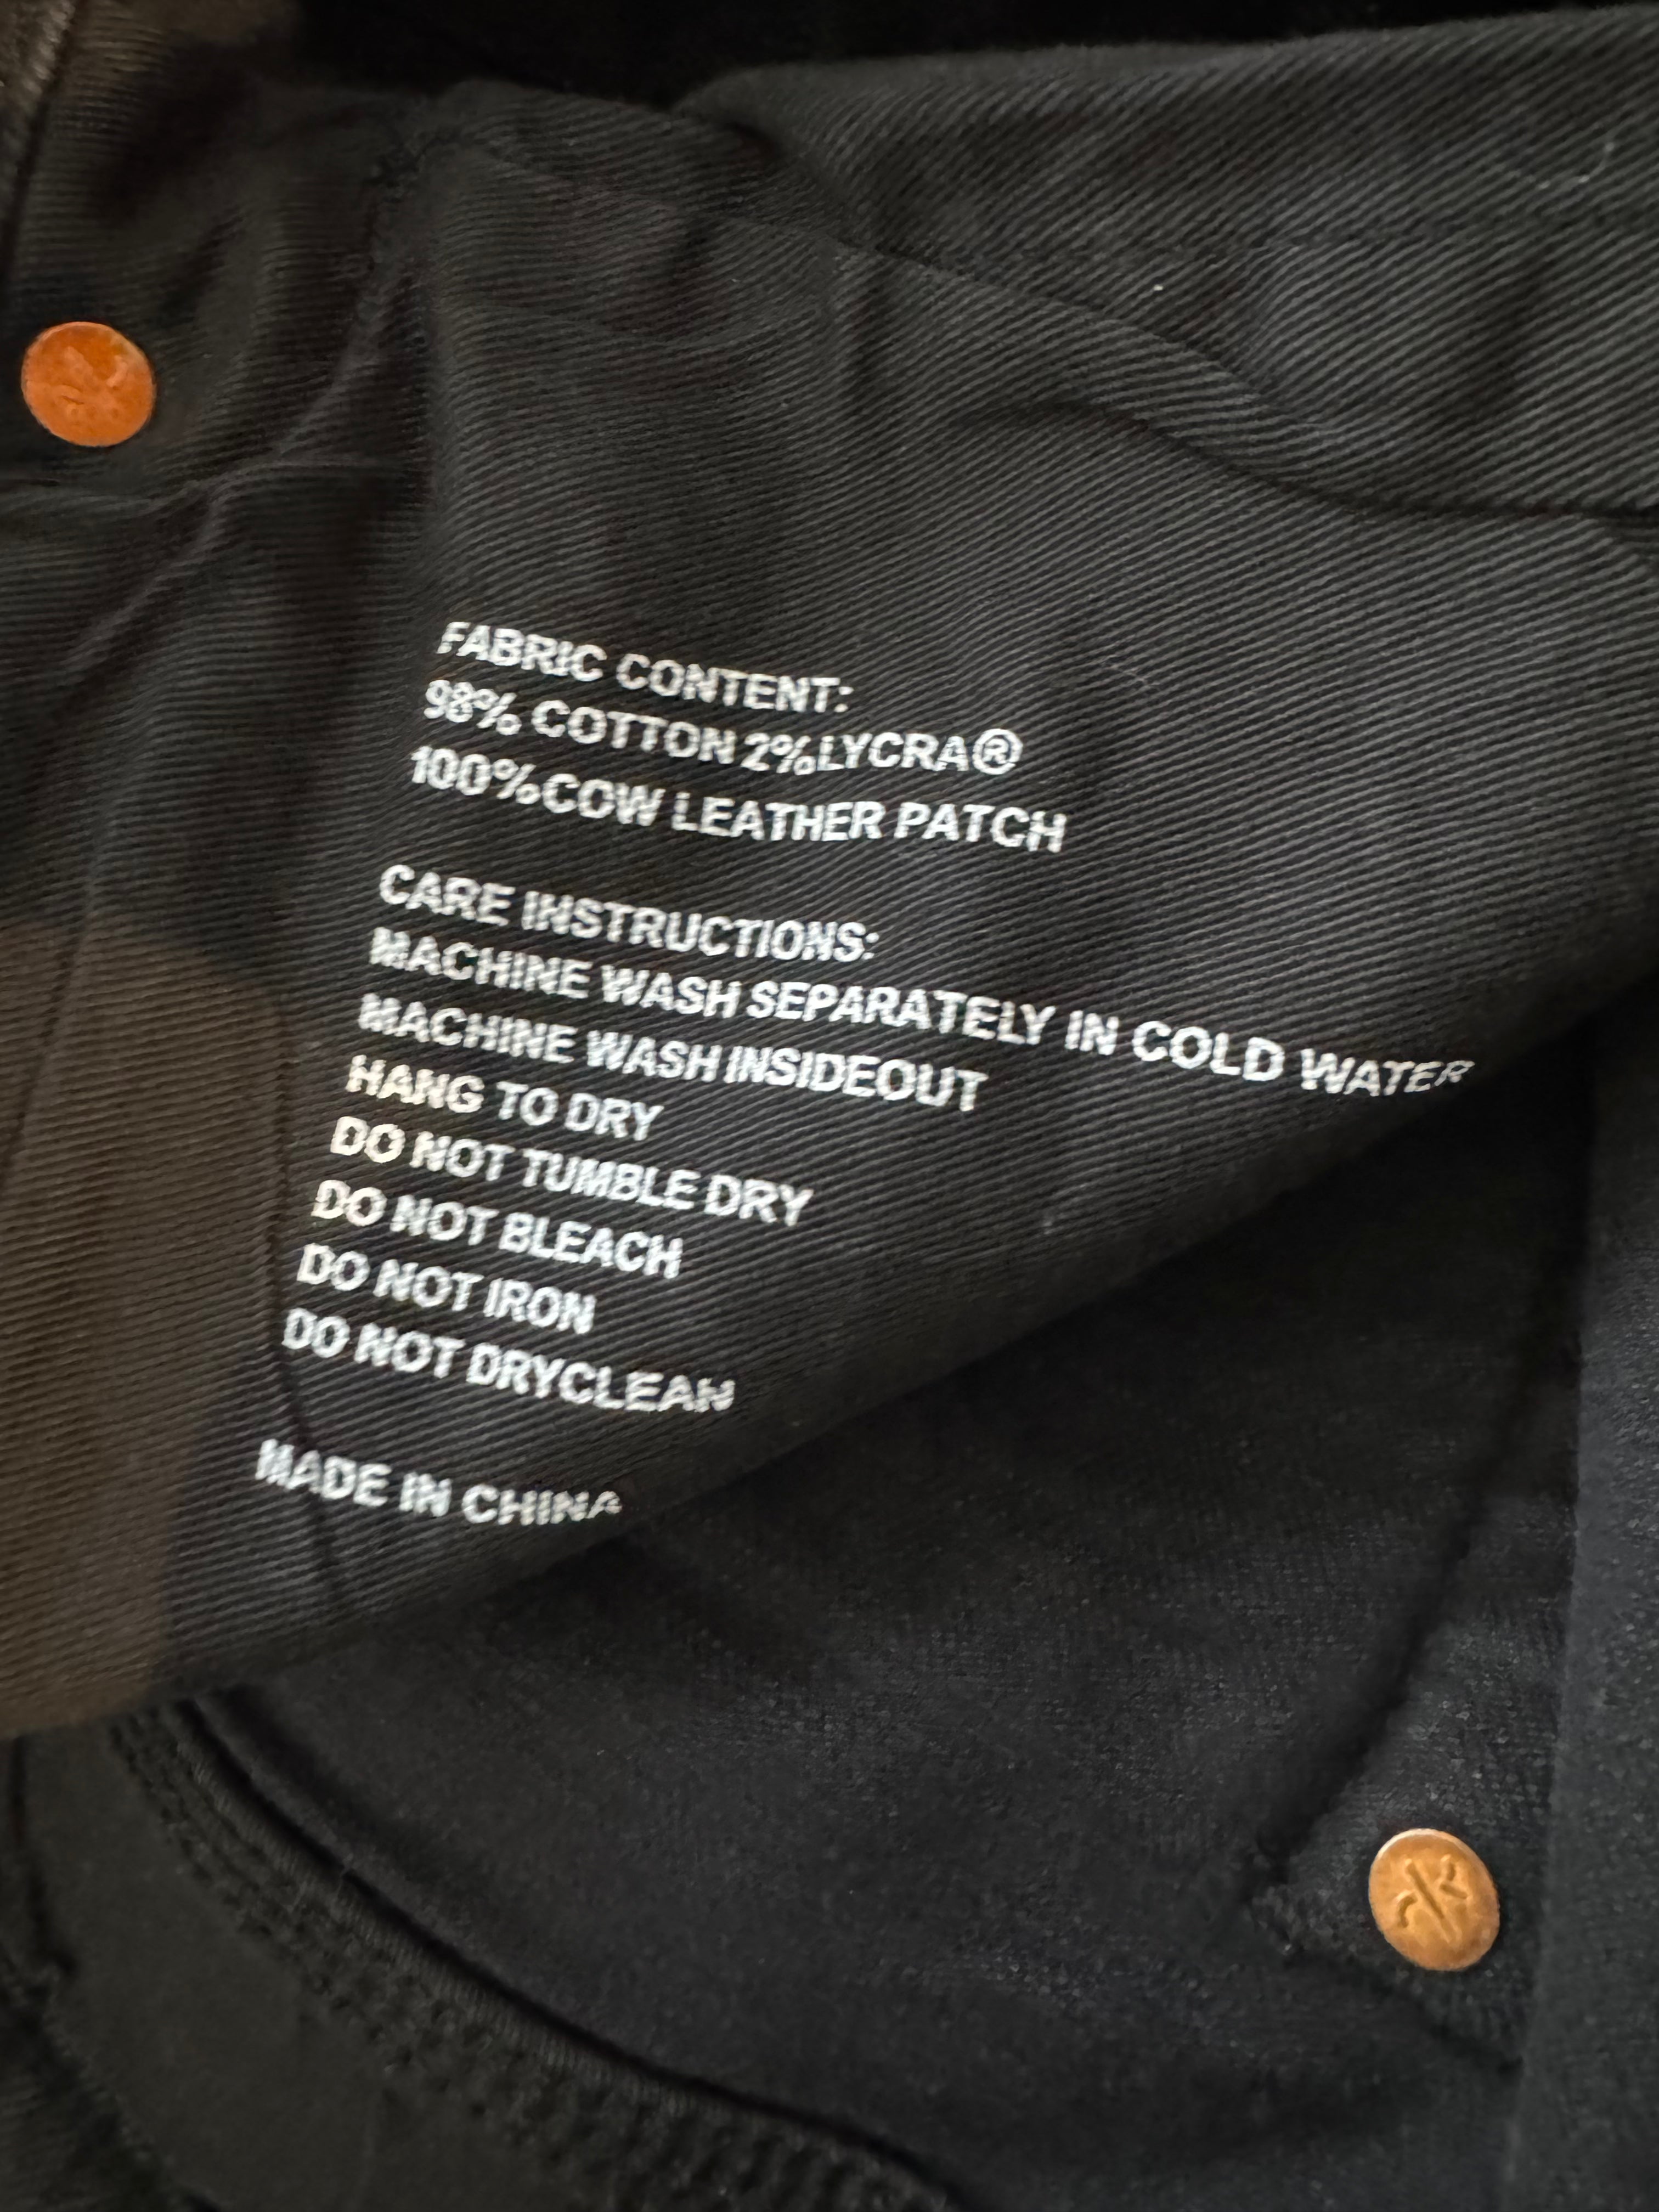 FABRIC CONTENT:
98% COTTON 2%LYCRA®
100%COW LEATHER PATCH
CARE INSTRUCTIONS:
MACHINE WASH SEPARATELY IN COLD WATER
MACHINE WASH INSIDEOUT
HANG TO DRY
DO NOT TUMBLE DRY
DO NOT BLEACH
DO NOT IRON
DO NOT DRYCLEAN
MADE IN CHINA